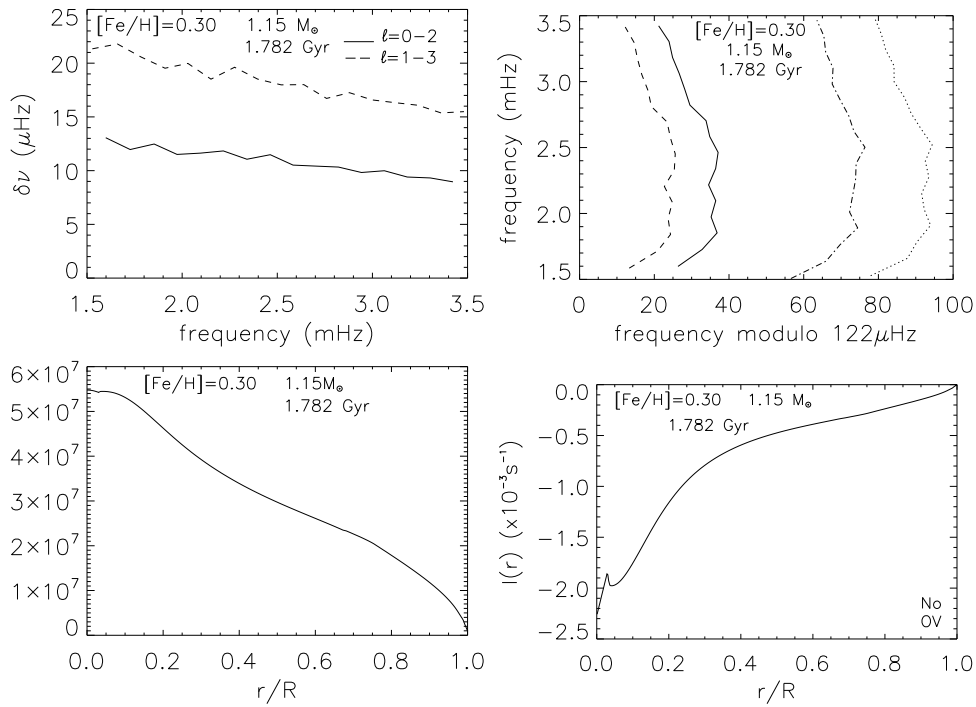 [Fe/H]=0.30 1.15 M⊙
1.782 Gyr
ℓ=0−2
ℓ=1−3
25
20
15
10
5
0
δν (μHz)
1.5 2.0 2.5 3.0 3.5
frequency (mHz)
[Fe/H]=0.30
1.15 M⊙
1.782 Gyr
3.5
3.0
2.5
2.0
1.5
frequency (mHz)
0 20 40 60 80 100
frequency modulo 122μHz
[Fe/H]=0.30 1.15M⊙
1.782 Gyr
6×10⁷
5×10⁷
4×10⁷
3×10⁷
2×10⁷
1×10⁷
0
0.0 0.2 0.4 0.6 0.8 1.0
r/R
[Fe/H]=0.30 1.15 M⊙
1.782 Gyr
0.0
−0.5
−1.0
−1.5
−2.0
−2.5
I(r) (x10⁻³s⁻¹)
No
OV
0.0 0.2 0.4 0.6 0.8 1.0
r/R